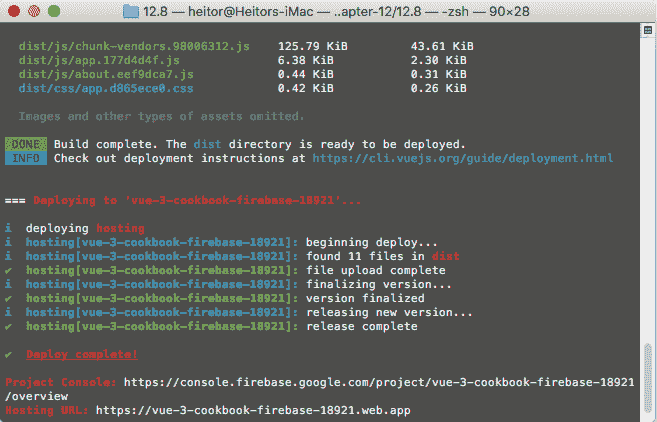 12.8 — heitor@Heitors-iMac — ..apter-12/12.8 — -zsh — 90×28
dist/js/chunk-vendors.98006312.js 125.79 KiB 43.61 KiB
dist/js/app.177d4d4f.js 6.38 KiB 2.30 KiB
dist/js/about.eef9dca7.js 0.44 KiB 0.31 KiB
dist/css/app.d865ece0.css 0.42 KiB 0.26 KiB
Images and other types of assets omitted.
DONE Build complete. The dist directory is ready to be deployed.
INFO Check out deployment instructions at https://cli.vuejs.org/guide/deployment.html
=== Deploying to 'vue-3-cookbook-firebase-18921'...
i deploying hosting
i hosting[vue-3-cookbook-firebase-18921]: beginning deploy...
i hosting[vue-3-cookbook-firebase-18921]: found 11 files in dist
✔ hosting[vue-3-cookbook-firebase-18921]: file upload complete
i hosting[vue-3-cookbook-firebase-18921]: finalizing version...
✔ hosting[vue-3-cookbook-firebase-18921]: version finalized
i hosting[vue-3-cookbook-firebase-18921]: releasing new version...
✔ hosting[vue-3-cookbook-firebase-18921]: release complete
✔ Deploy complete!
Project Console: https://console.firebase.google.com/project/vue-3-cookbook-firebase-18921
/overview
Hosting URL: https://vue-3-cookbook-firebase-18921.web.app